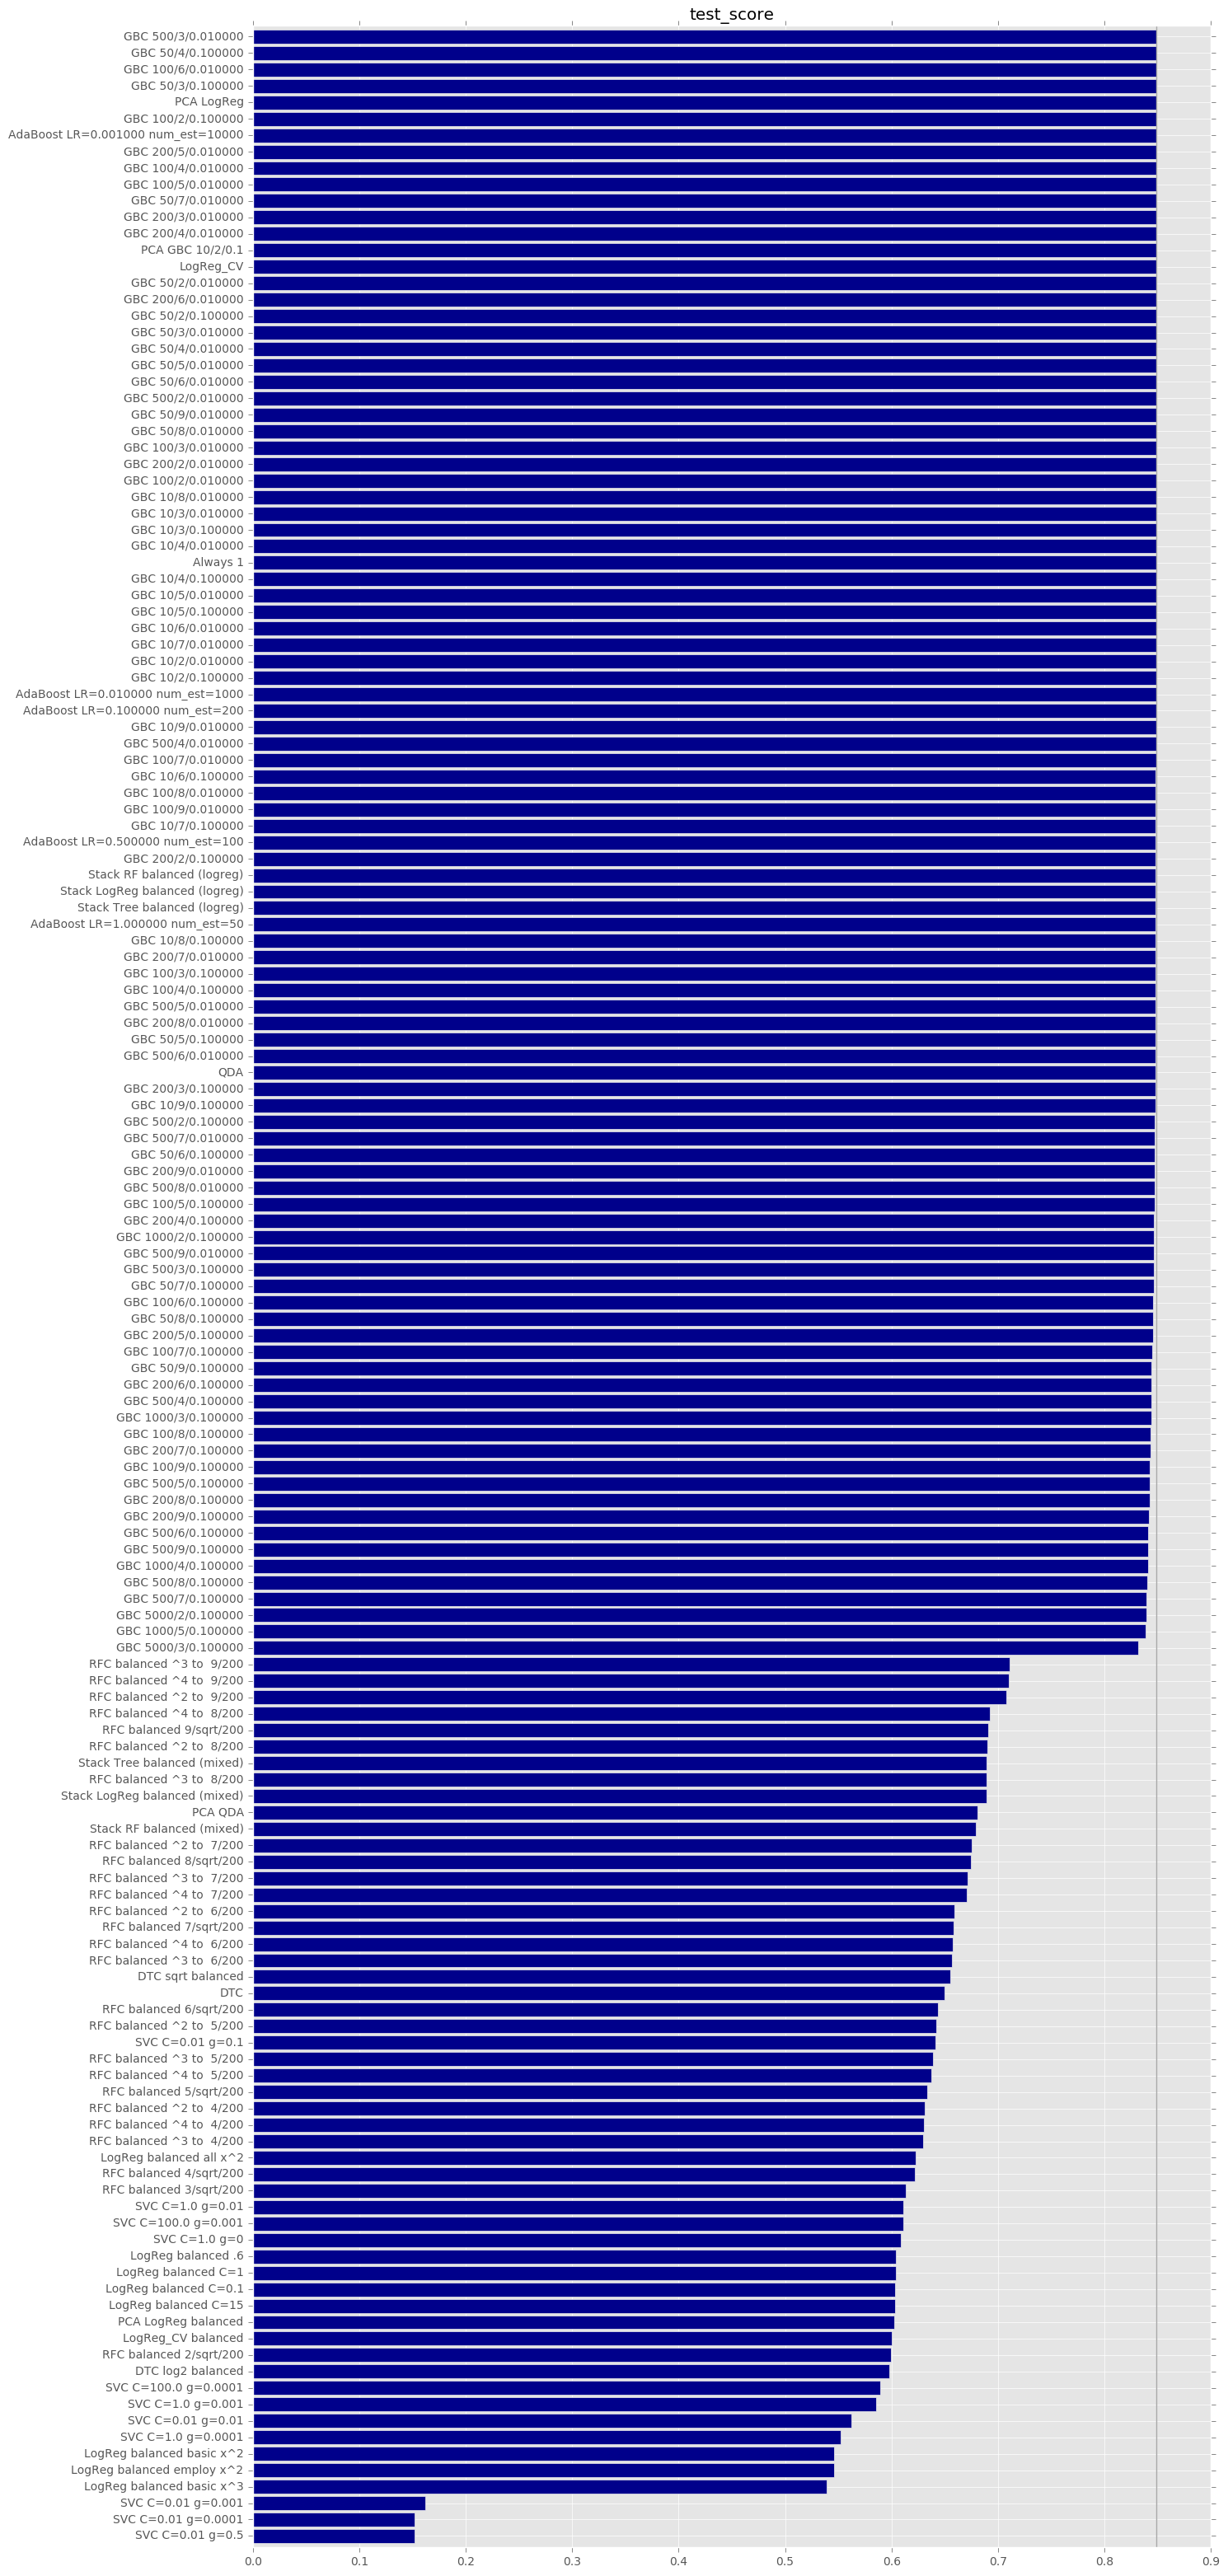 test_score
GBC 500/3/0.010000
GBC 50/4/0.100000
GBC 100/6/0.010000
GBC 50/3/0.100000
PCA LogReg
GBC 100/2/0.100000
AdaBoost LR=0.001000 num_est=10000
GBC 200/5/0.010000
GBC 100/4/0.010000
GBC 100/5/0.010000
GBC 50/7/0.010000
GBC 200/3/0.010000
GBC 200/4/0.010000
PCA GBC 10/2/0.1
LogReg_CV
GBC 50/2/0.010000
GBC 200/6/0.010000
GBC 50/2/0.100000
GBC 50/3/0.010000
GBC 50/4/0.010000
GBC 50/5/0.010000
GBC 50/6/0.010000
GBC 500/2/0.010000
GBC 50/9/0.010000
GBC 50/8/0.010000
GBC 100/3/0.010000
GBC 200/2/0.010000
GBC 100/2/0.010000
GBC 10/8/0.010000
GBC 10/3/0.010000
GBC 10/3/0.100000
GBC 10/4/0.010000
Always 1
GBC 10/4/0.100000
GBC 10/5/0.010000
GBC 10/5/0.100000
GBC 10/6/0.010000
GBC 10/7/0.010000
GBC 10/2/0.010000
GBC 10/2/0.100000
AdaBoost LR=0.010000 num_est=1000
AdaBoost LR=0.100000 num_est=200
GBC 10/9/0.010000
GBC 500/4/0.010000
GBC 100/7/0.010000
GBC 10/6/0.100000
GBC 100/8/0.010000
GBC 100/9/0.010000
GBC 10/7/0.100000
AdaBoost LR=0.500000 num_est=100
GBC 200/2/0.100000
Stack RF balanced (logreg)
Stack LogReg balanced (logreg)
Stack Tree balanced (logreg)
AdaBoost LR=1.000000 num_est=50
GBC 10/8/0.100000
GBC 200/7/0.010000
GBC 100/3/0.100000
GBC 100/4/0.100000
GBC 500/5/0.010000
GBC 200/8/0.010000
GBC 50/5/0.100000
GBC 500/6/0.010000
QDA
GBC 200/3/0.100000
GBC 10/9/0.100000
GBC 500/2/0.100000
GBC 500/7/0.010000
GBC 50/6/0.100000
GBC 200/9/0.010000
GBC 500/8/0.010000
GBC 100/5/0.100000
GBC 200/4/0.100000
GBC 1000/2/0.100000
GBC 500/9/0.010000
GBC 500/3/0.100000
GBC 50/7/0.100000
GBC 100/6/0.100000
GBC 50/8/0.100000
GBC 200/5/0.100000
GBC 100/7/0.100000
GBC 50/9/0.100000
GBC 200/6/0.100000
GBC 500/4/0.100000
GBC 1000/3/0.100000
GBC 100/8/0.100000
GBC 200/7/0.100000
GBC 100/9/0.100000
GBC 500/5/0.100000
GBC 200/8/0.100000
GBC 200/9/0.100000
GBC 500/6/0.100000
GBC 500/9/0.100000
GBC 1000/4/0.100000
GBC 500/8/0.100000
GBC 500/7/0.100000
GBC 5000/2/0.100000
GBC 1000/5/0.100000
GBC 5000/3/0.100000
RFC balanced ^3 to  9/200
RFC balanced ^4 to  9/200
RFC balanced ^2 to  9/200
RFC balanced ^4 to  8/200
RFC balanced 9/sqrt/200
RFC balanced ^2 to  8/200
Stack Tree balanced (mixed)
RFC balanced ^3 to  8/200
Stack LogReg balanced (mixed)
PCA QDA
Stack RF balanced (mixed)
RFC balanced ^2 to  7/200
RFC balanced 8/sqrt/200
RFC balanced ^3 to  7/200
RFC balanced ^4 to  7/200
RFC balanced ^2 to  6/200
RFC balanced 7/sqrt/200
RFC balanced ^4 to  6/200
RFC balanced ^3 to  6/200
DTC sqrt balanced
DTC
RFC balanced 6/sqrt/200
RFC balanced ^2 to  5/200
SVC C=0.01 g=0.1
RFC balanced ^3 to  5/200
RFC balanced ^4 to  5/200
RFC balanced 5/sqrt/200
RFC balanced ^2 to  4/200
RFC balanced ^4 to  4/200
RFC balanced ^3 to  4/200
LogReg balanced all x^2
RFC balanced 4/sqrt/200
RFC balanced 3/sqrt/200
SVC C=1.0 g=0.01
SVC C=100.0 g=0.001
SVC C=1.0 g=0
LogReg balanced .6
LogReg balanced C=1
LogReg balanced C=0.1
LogReg balanced C=15
PCA LogReg balanced
LogReg_CV balanced
RFC balanced 2/sqrt/200
DTC log2 balanced
SVC C=100.0 g=0.0001
SVC C=1.0 g=0.001
SVC C=0.01 g=0.01
SVC C=1.0 g=0.0001
LogReg balanced basic x^2
LogReg balanced employ x^2
LogReg balanced basic x^3
SVC C=0.01 g=0.001
SVC C=0.01 g=0.0001
SVC C=0.01 g=0.5
0.0 0.1 0.2 0.3 0.4 0.5 0.6 0.7 0.8 0.9